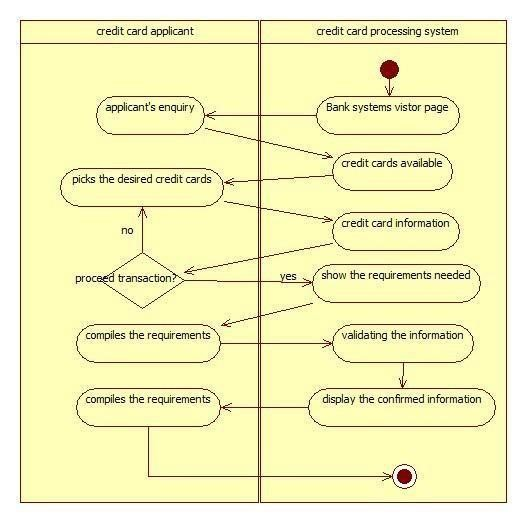 credit card applicant
credit card processing system
applicant's enquiry
Bank systems vistor page
credit cards available
picks the desired credit cards
credit card information
no
proceed transaction?
yes
show the requirements needed
compiles the requirements
validating the information
compiles the requirements
display the confirmed information